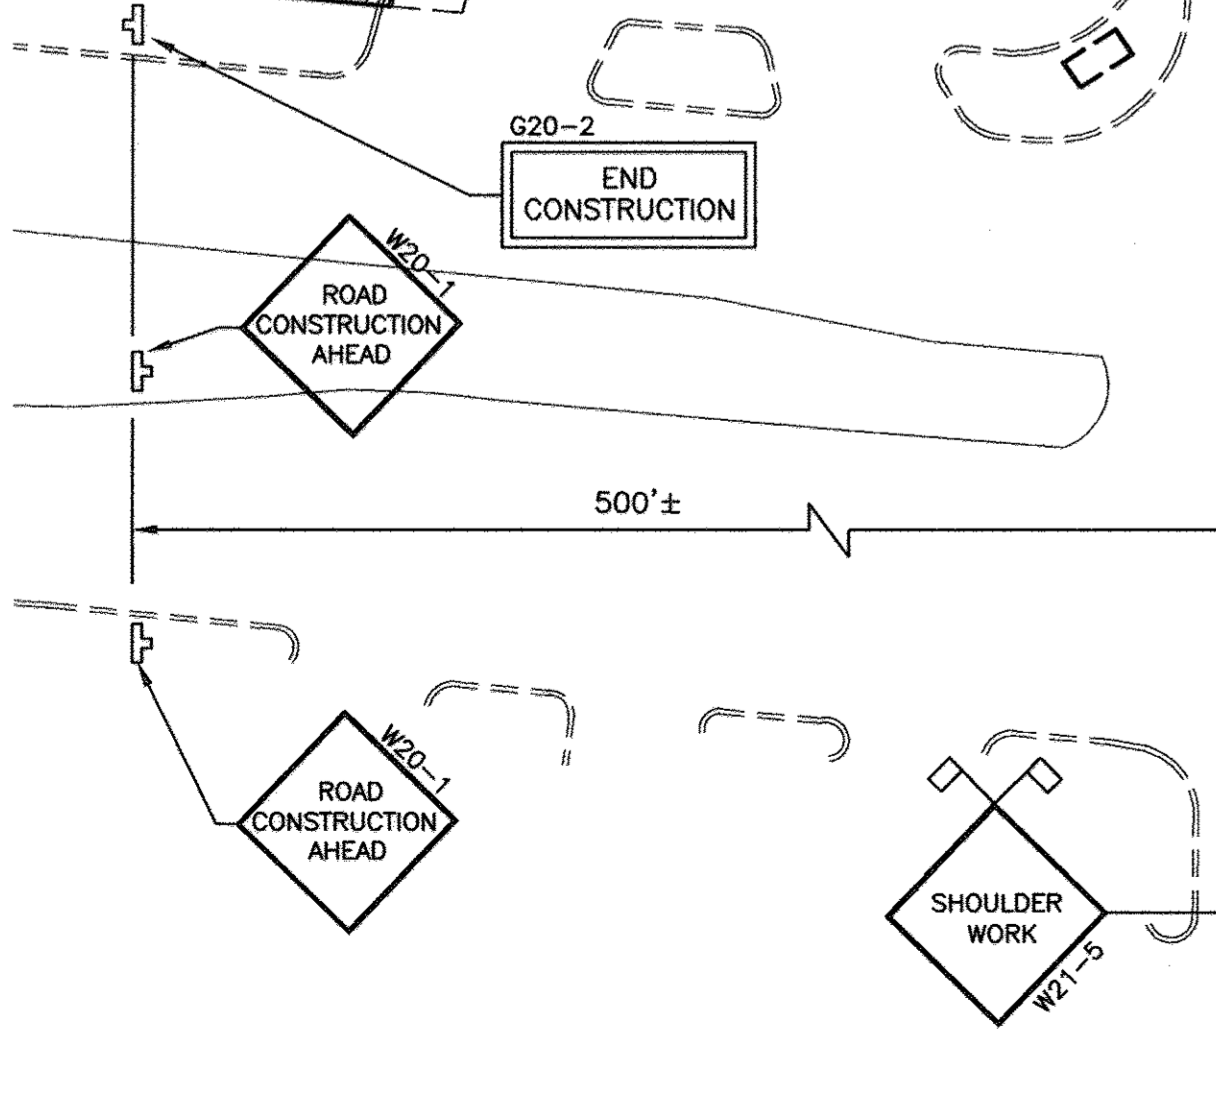 G20-2
END
CONSTRUCTION
W20-1
ROAD
CONSTRUCTION
AHEAD
500'±
W20-1
ROAD
CONSTRUCTION
AHEAD
SHOULDER
WORK
W21-5